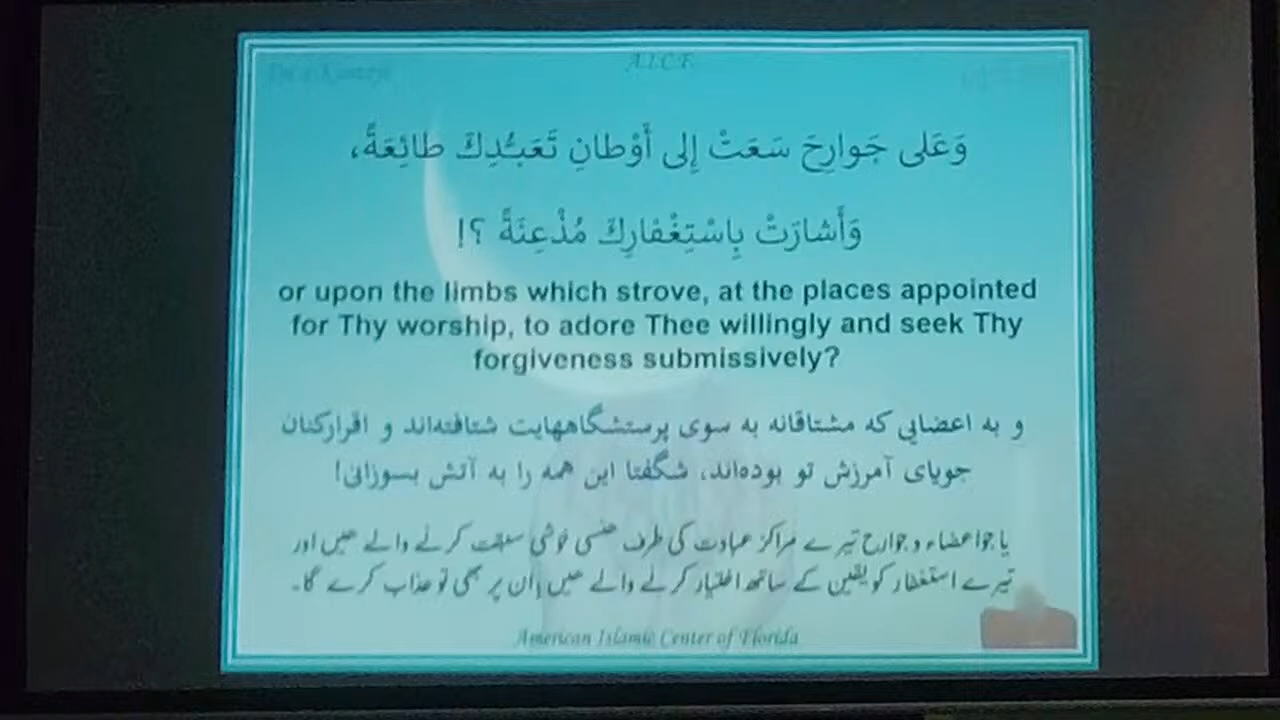 Du'a Kumayl
A.I.C.F.
وَعَلى جَوارِحَ سَعَتْ إِلى أَوْطانِ تَعَبُّدِكَ طائِعَةً،
وَأَشارَتْ بِاسْتِغْفارِكَ مُذْعِنَةً ؟!
or upon the limbs which strove, at the places appointed
for Thy worship, to adore Thee willingly and seek Thy
forgiveness submissively?
و به اعضایی که مشتاقانه به سوی پرستشگاههایت شتافته‌اند و اقرارکنان
جویای آمرزش تو بوده‌اند، شگفتا این همه را به آتش بسوزانی!
یا جو اعضاء و جوارح تیرے مراکز عبادت کی طرف ہنسی خوشی سبقت کرنے والے ہیں اور
تیرے استغفار کو یقین کے ساتھ اختیار کرنے والے ہیں ان پر بھی تو عذاب کرے گا۔
American Islamic Center of Florida